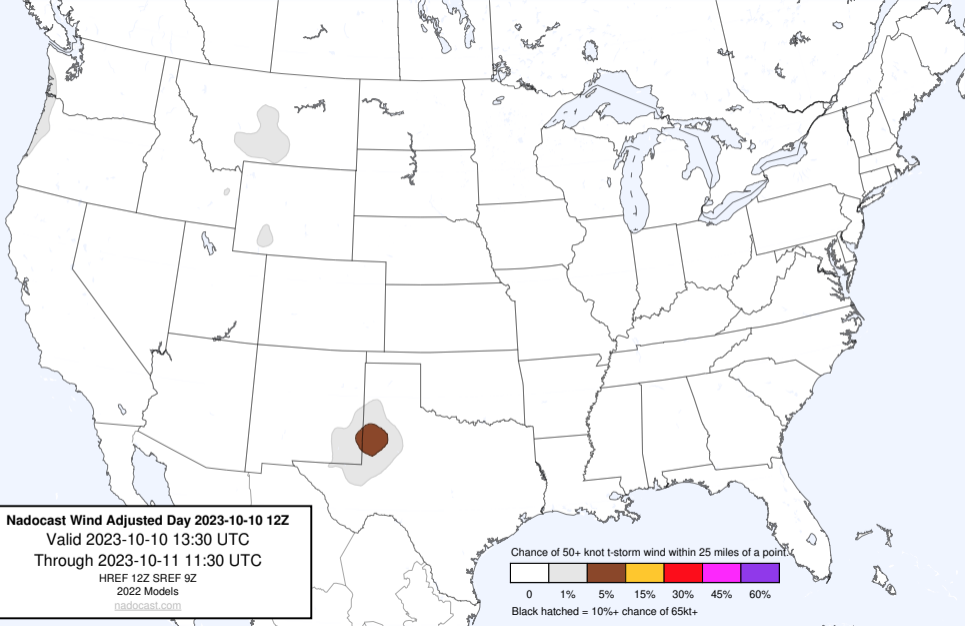 Nadocast Wind Adjusted Day 2023-10-10 12Z
Valid 2023-10-10 13:30 UTC
Through 2023-10-11 11:30 UTC
HREF 12Z SREF 9Z
2022 Models
nadocast.com
Chance of 50+ knot t-storm wind within 25 miles of a point.
0 1% 5% 15% 30% 45% 60%
Black hatched = 10%+ chance of 65kt+